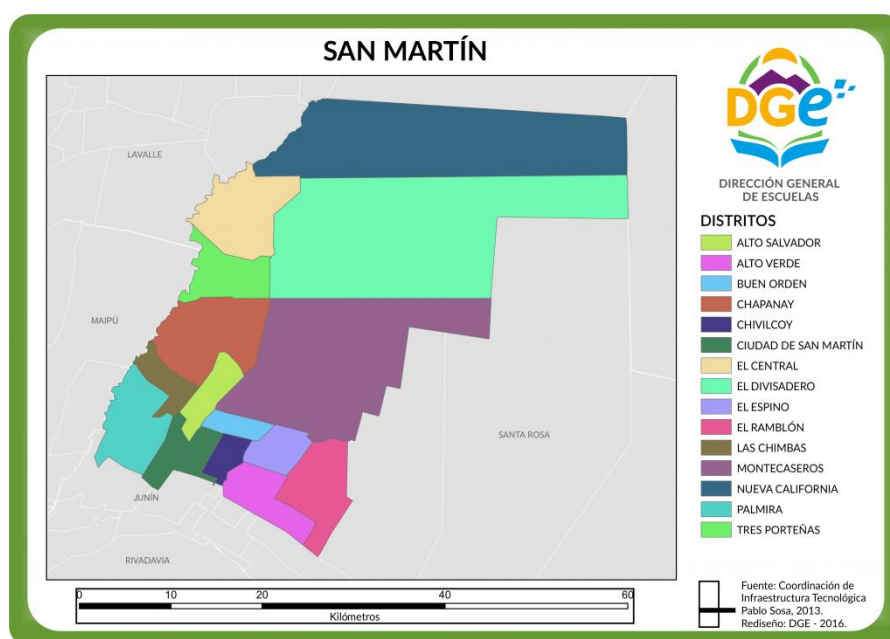 SAN MARTÍN
LAVALLE
MAIPÚ
SANTA ROSA
JUNÍN
RIVADAVIA
DGe
DIRECCIÓN GENERAL
DE ESCUELAS
DISTRITOS
ALTO SALVADOR
ALTO VERDE
BUEN ORDEN
CHAPANAY
CHIVILCOY
CIUDAD DE SAN MARTÍN
EL CENTRAL
EL DIVISADERO
EL ESPINO
EL RAMBLÓN
LAS CHIMBAS
MONTECASEROS
NUEVA CALIFORNIA
PALMIRA
TRES PORTEÑAS
0 10 20 40 60
Kilómetros
Fuente: Coordinación de
Infraestructura Tecnológica
Pablo Sosa, 2013.
Rediseño: DGE - 2016.